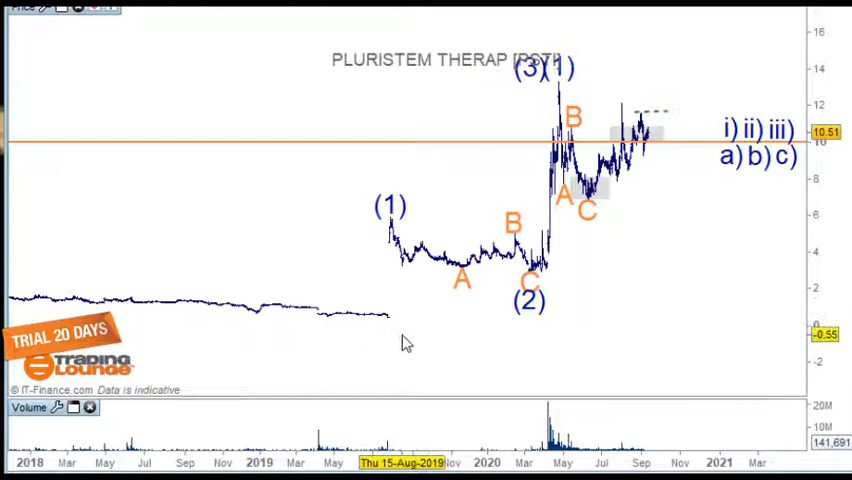 Price
PLURISTEM THERAP [PSTI]
(3)(1)
B
i) ii) iii)
a) b) c)
A
C
(1)
B
A
C
(2)
16
14
12
10.51
10
8
6
4
2
0
-0.55
-2
TRIAL 20 DAYS
TRADING
LOUNGE
© IT-Finance.com Data is indicative
Volume
20M
10M
141,691
2018 Mar May Jul Sep 2019 Mar May Thu 15-Aug-2019 Nov 2020 Mar May Jul Sep Nov 2021 Mar